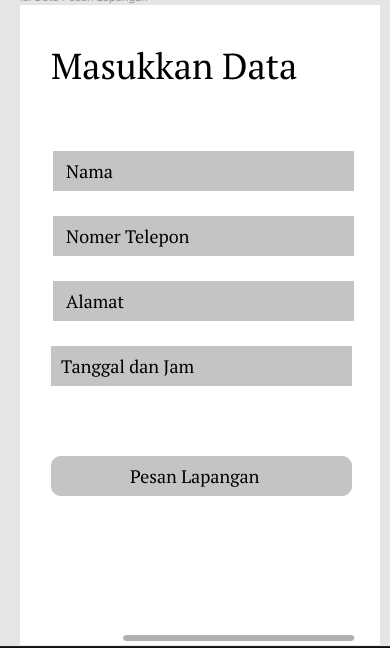 Masukkan Data
Nama
Nomer Telepon
Alamat
Tanggal dan Jam
Pesan Lapangan